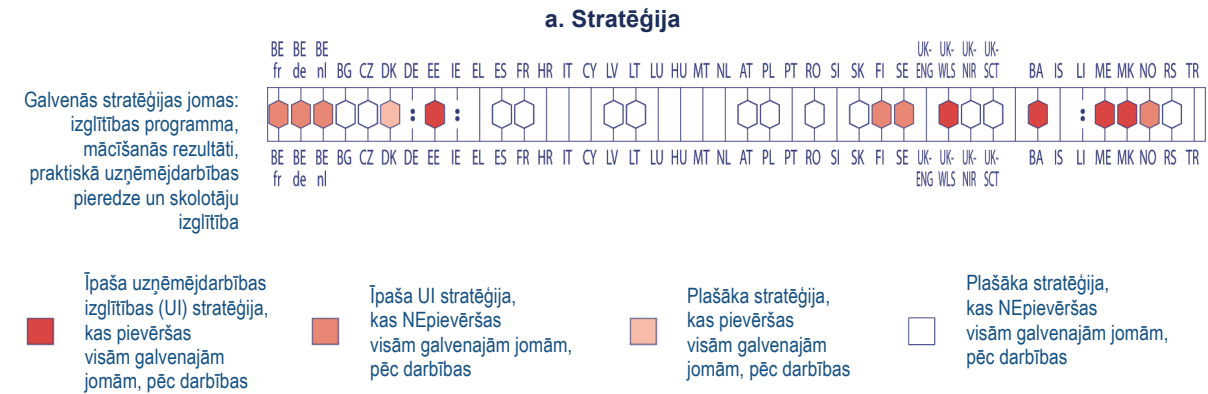 a. Stratēģija
BE BE BE UK- UK- UK- UK-
fr de nl BG CZ DK DE EE IE EL ES FR HR IT CY LV LT LU HU MT NL AT PL PT RO SI SK FI SE ENG WLS NIR SCT BA IS LI ME MK NO RS TR
Galvenās stratēģijas jomas:
izglītības programma,
mācīšanās rezultāti,
praktiskā uzņēmējdarbības
pieredze un skolotāju
izglītība
BE BE BE BG CZ DK DE EE IE EL ES FR HR IT CY LV LT LU HU MT NL AT PL PT RO SI SK FI SE UK- UK- UK- UK- BA IS LI ME MK NO RS TR
fr de nl ENG WLS NIR SCT
Īpaša uzņēmējdarbības
izglītības (UI) stratēģija,
kas pievēršas
visām galvenajām
jomām, pēc darbības
Īpaša UI stratēģija,
kas NEpievēršas
visām galvenajām jomām,
pēc darbības
Plašāka stratēģija,
kas pievēršas
visām galvenajām
jomām, pēc darbības
Plašāka stratēģija,
kas NEpievēršas
visām galvenajām jomām,
pēc darbības